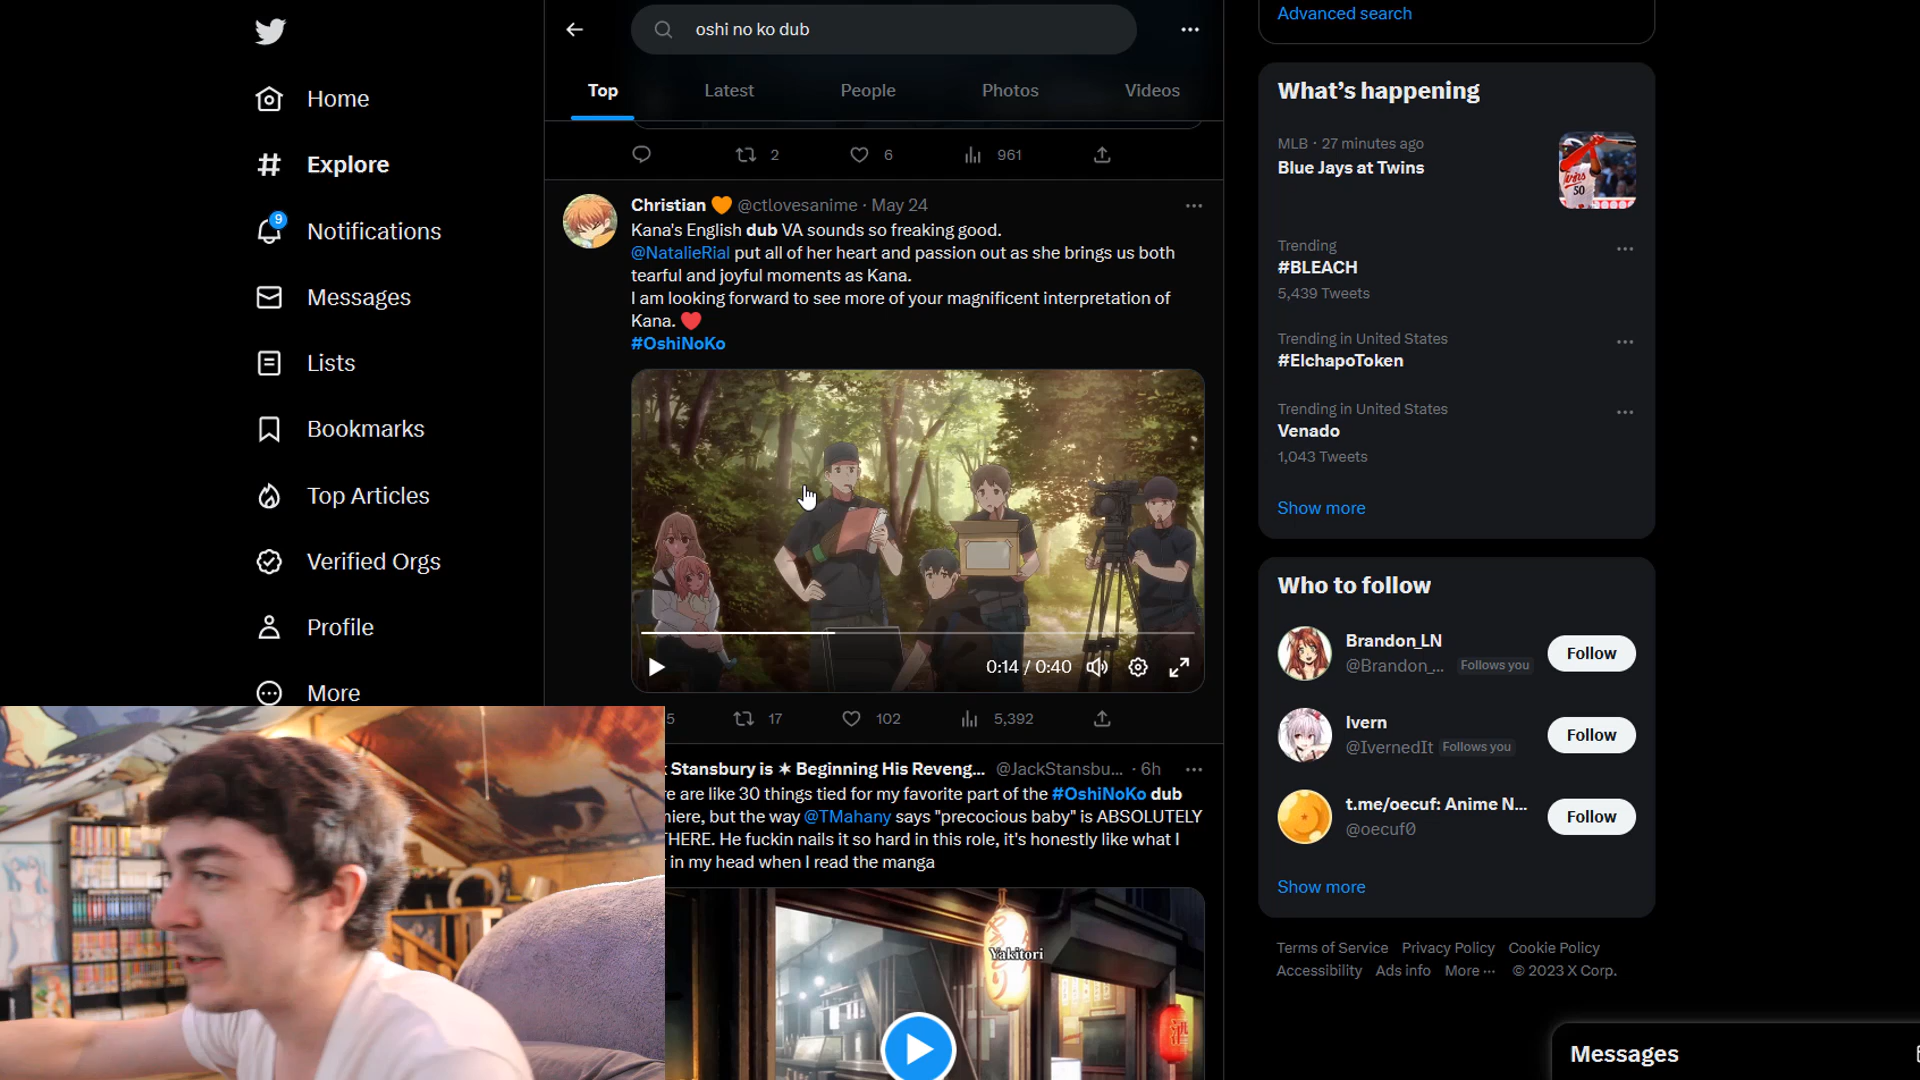 oshi no ko dub
Top
Latest
People
Photos
Videos
Home
Explore
9
Notifications
Messages
Lists
Bookmarks
Top Articles
Verified Orgs
Profile
More
2
6
961
Christian 🧡 @ctlovesanime · May 24
Kana's English dub VA sounds so freaking good.
@NatalieRial put all of her heart and passion out as she brings us both
tearful and joyful moments as Kana.
I am looking forward to see more of your magnificent interpretation of
Kana. ❤️
#OshiNoKo
0:14 / 0:40
5
17
102
5,392
Stansbury is ✶ Beginning His Reveng... @JackStansbu... · 6h
re are like 30 things tied for my favorite part of the #OshiNoKo dub
niere, but the way @TMahany says "precocious baby" is ABSOLUTELY
THERE. He fuckin nails it so hard in this role, it's honestly like what I
in my head when I read the manga
Yakitori
Advanced search
What's happening
MLB · 27 minutes ago
Blue Jays at Twins
50
Trending
#BLEACH
5,439 Tweets
Trending in United States
#ElchapoToken
Trending in United States
Venado
1,043 Tweets
Show more
Who to follow
Brandon_LN
@Brandon_... Follows you
Follow
Ivern
@IvernedIt Follows you
Follow
t.me/oecuf: Anime N...
@oecuf0
Follow
Show more
Terms of Service Privacy Policy Cookie Policy
Accessibility Ads info More ··· © 2023 X Corp.
Messages